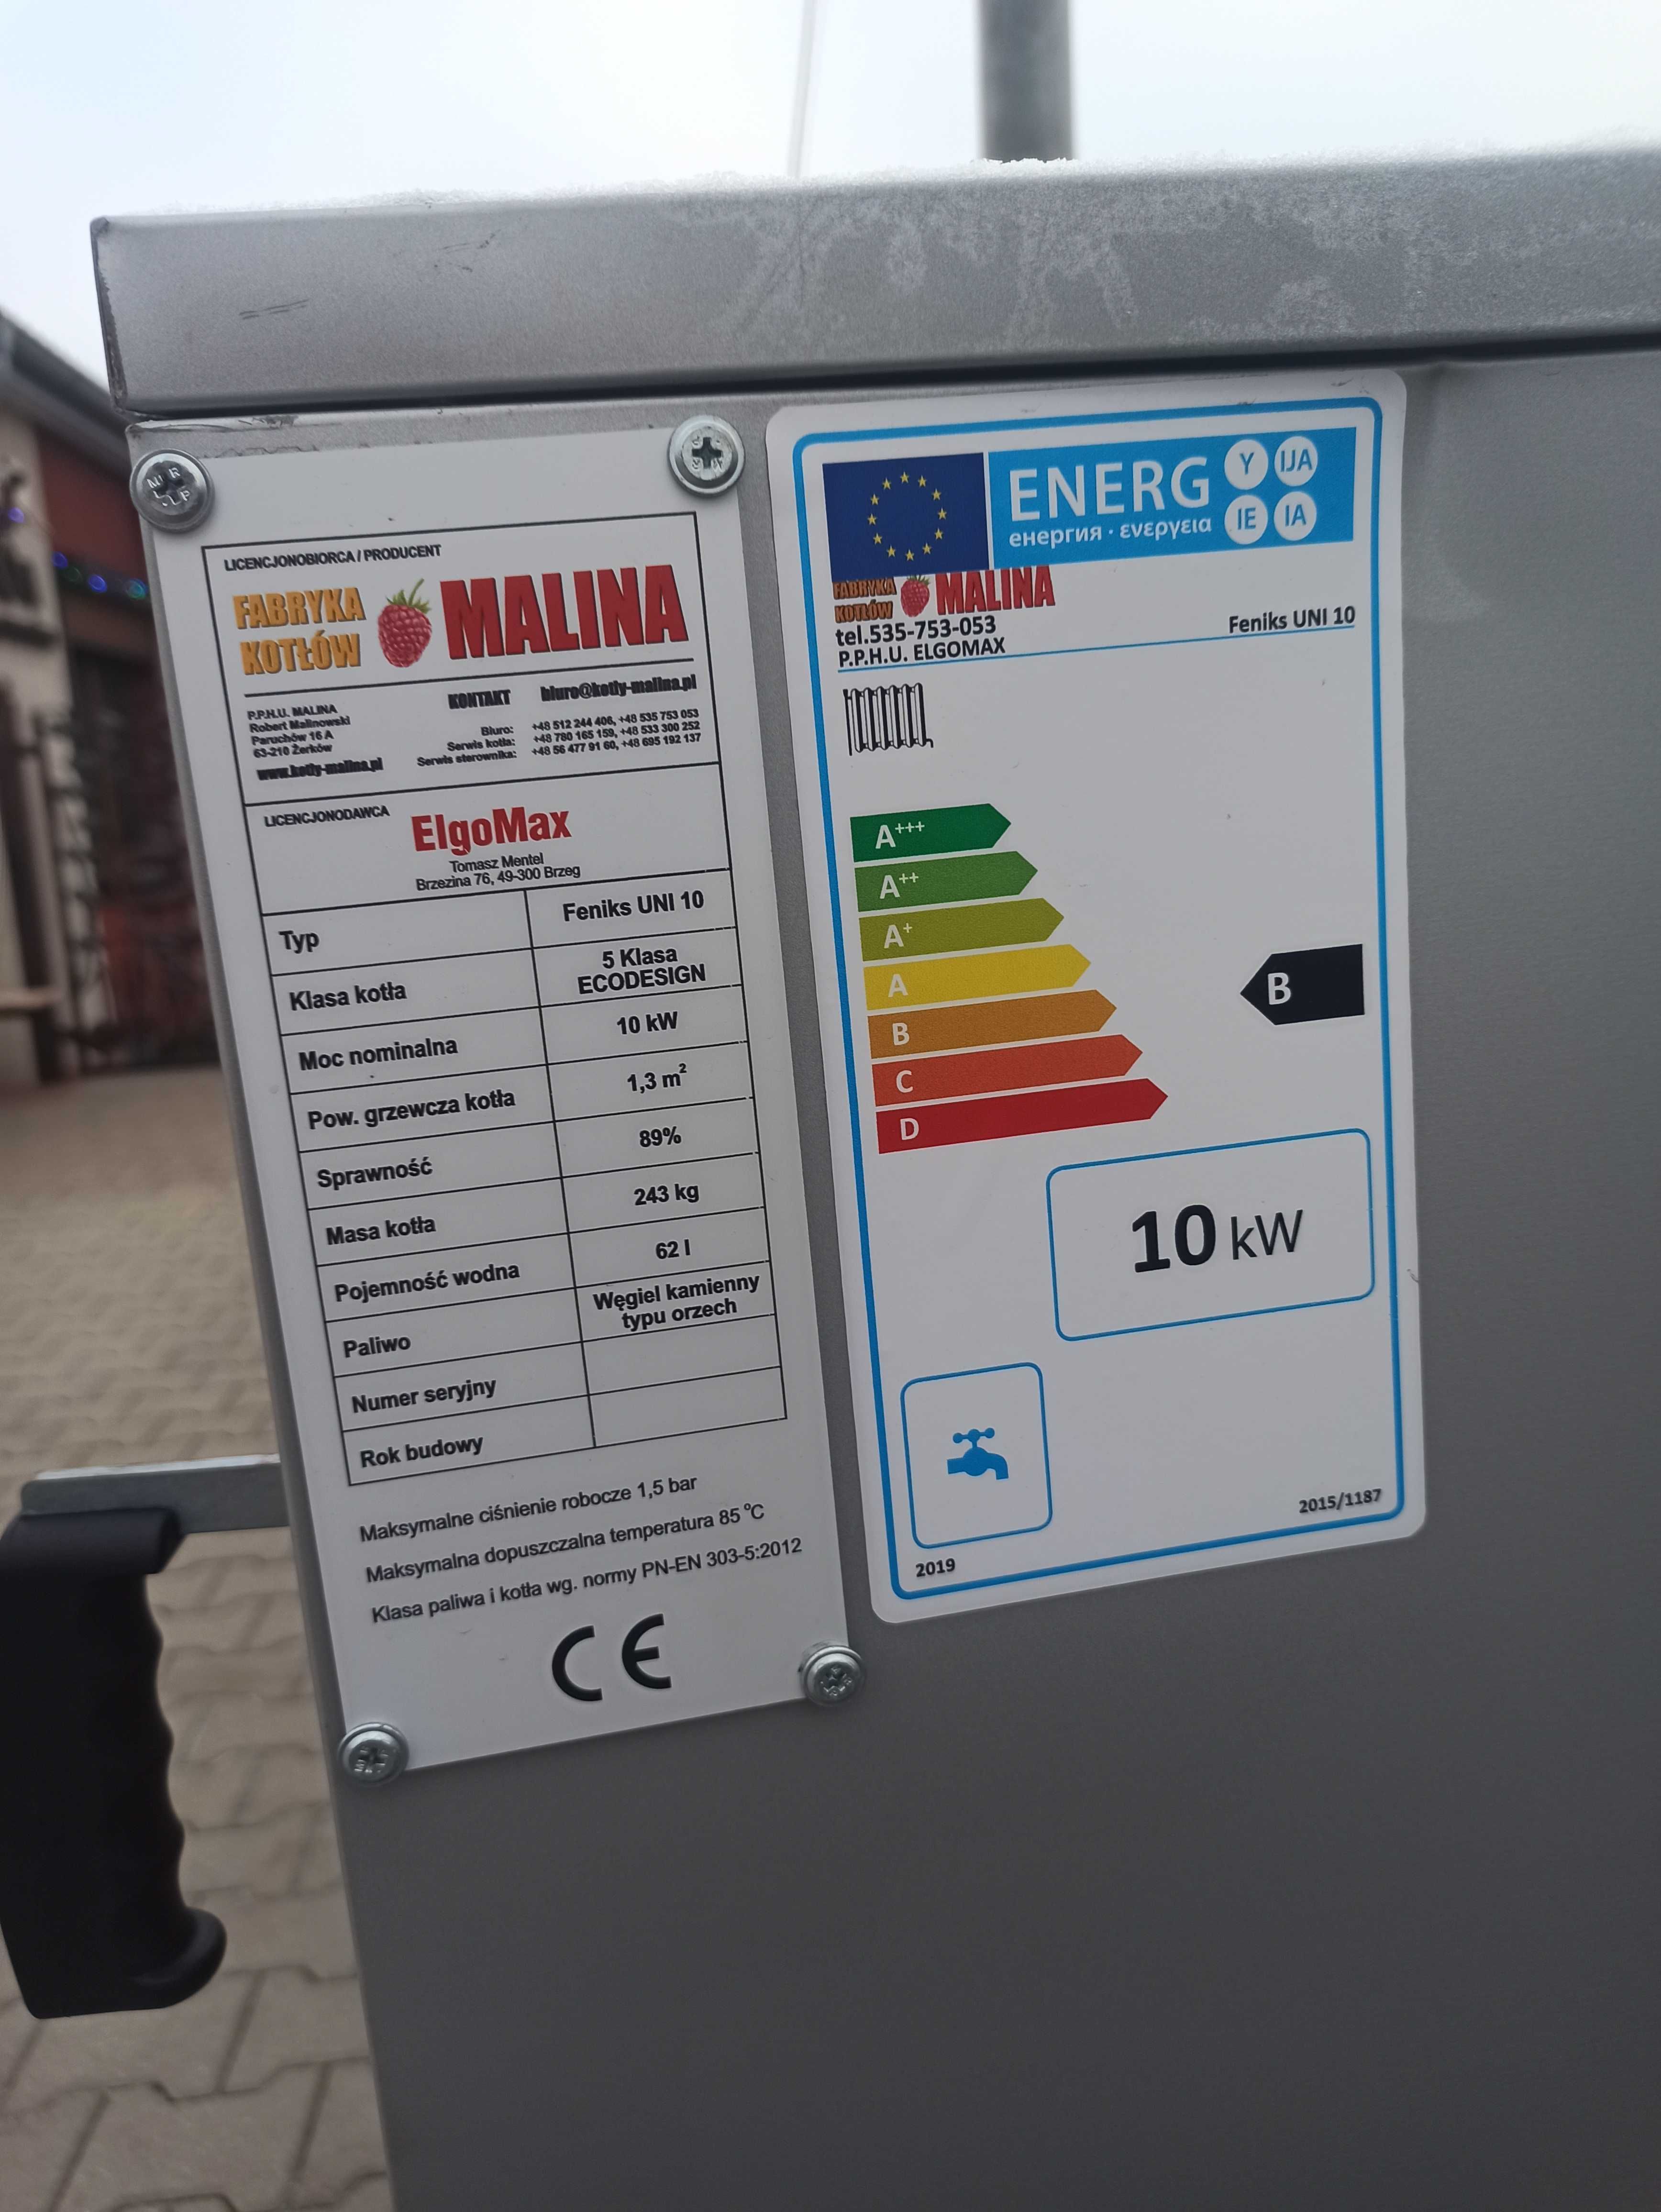 LICENCJONOBIORCA / PRODUCENT
FABRYKA
KOTŁÓW
MALINA
P.P.H.U. MALINA
Robert Malinowski
Paruchów 16 A
63-210 Żerków
www.kotly-malina.pl
KONTAKT biuro@kotly-malina.pl
Biuro: +48 512 244 406, +48 535 753 053
Serwis kotła: +48 780 165 159, +48 533 300 252
Serwis sterownika: +48 56 477 91 60, +48 695 192 137
LICENCJONODAWCA
ElgoMax
Tomasz Mentel
Brzezina 76, 49-300 Brzeg
Typ Feniks UNI 10
Klasa kotła 5 Klasa
ECODESIGN
Moc nominalna 10 kW
Pow. grzewcza kotła 1,3 m²
Sprawność 89%
Masa kotła 243 kg
Pojemność wodna 62 l
Paliwo Węgiel kamienny
typu orzech
Numer seryjny
Rok budowy
Maksymalne ciśnienie robocze 1,5 bar
Maksymalna dopuszczalna temperatura 85 °C
Klasa paliwa i kotła wg. normy PN-EN 303-5:2012
CE
ENERG Y IJA
енергия · ενεργεια IE IA
FABRYKA
KOTŁÓW
MALINA
tel.535-753-053
P.P.H.U. ELGOMAX
Feniks UNI 10
A+++
A++
A+
A
B
C
D
B
10 kW
2019
2015/1187